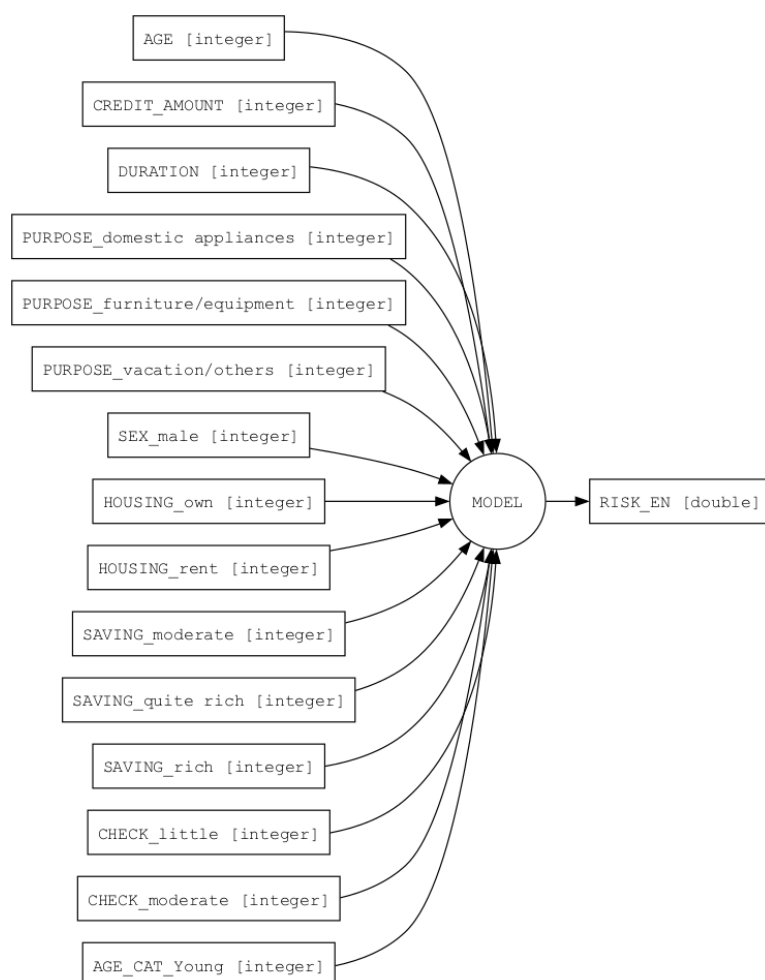 AGE [integer]
CREDIT_AMOUNT [integer]
DURATION [integer]
PURPOSE_domestic appliances [integer]
PURPOSE_furniture/equipment [integer]
PURPOSE_vacation/others [integer]
SEX_male [integer]
HOUSING_own [integer]
MODEL
RISK_EN [double]
HOUSING_rent [integer]
SAVING_moderate [integer]
SAVING_quite rich [integer]
SAVING_rich [integer]
CHECK_little [integer]
CHECK_moderate [integer]
AGE_CAT_Young [integer]